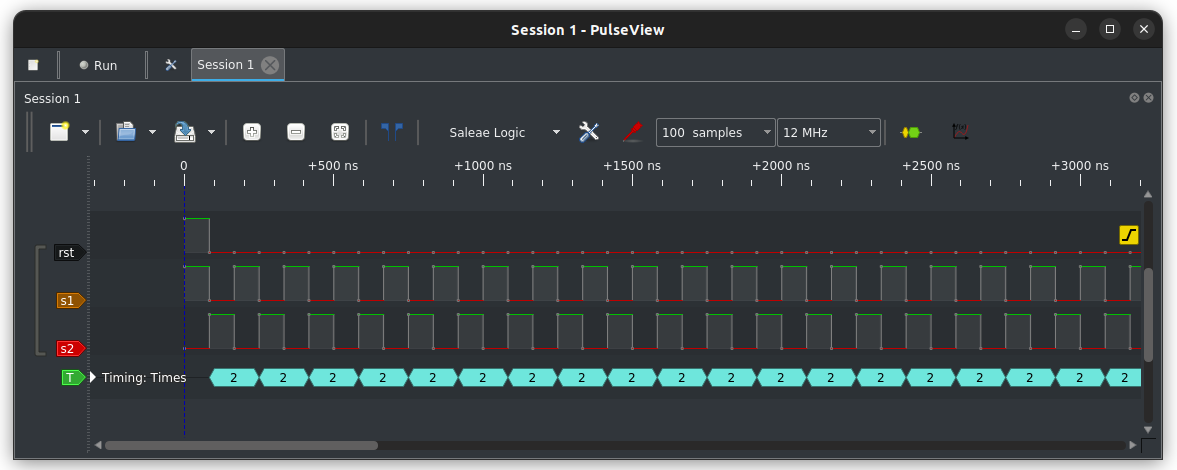 Session 1 - PulseView
Run
Session 1
Session 1
Saleae Logic 100 samples 12 MHz
0 +500 ns +1000 ns +1500 ns +2000 ns +2500 ns +3000 ns
rst
s1
s2
T Timing: Times 2 2 2 2 2 2 2 2 2 2 2 2 2 2 2 2 2 2 2